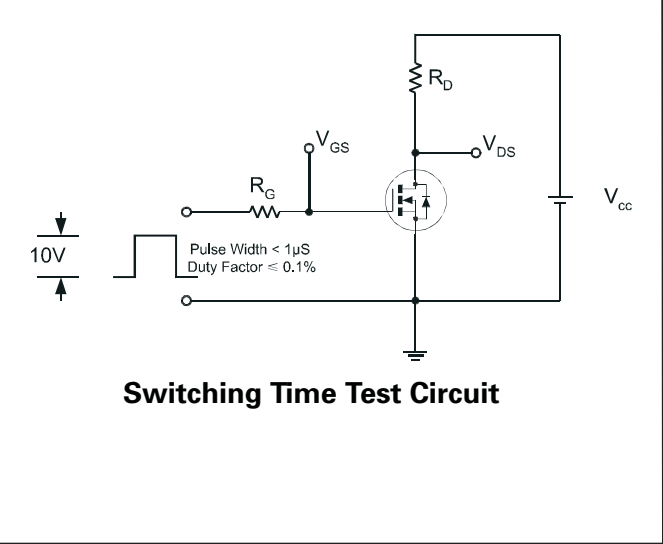 R_D
V_GS
V_DS
R_G
V_cc
10V
Pulse Width < 1µS
Duty Factor ≤ 0.1%
Switching Time Test Circuit